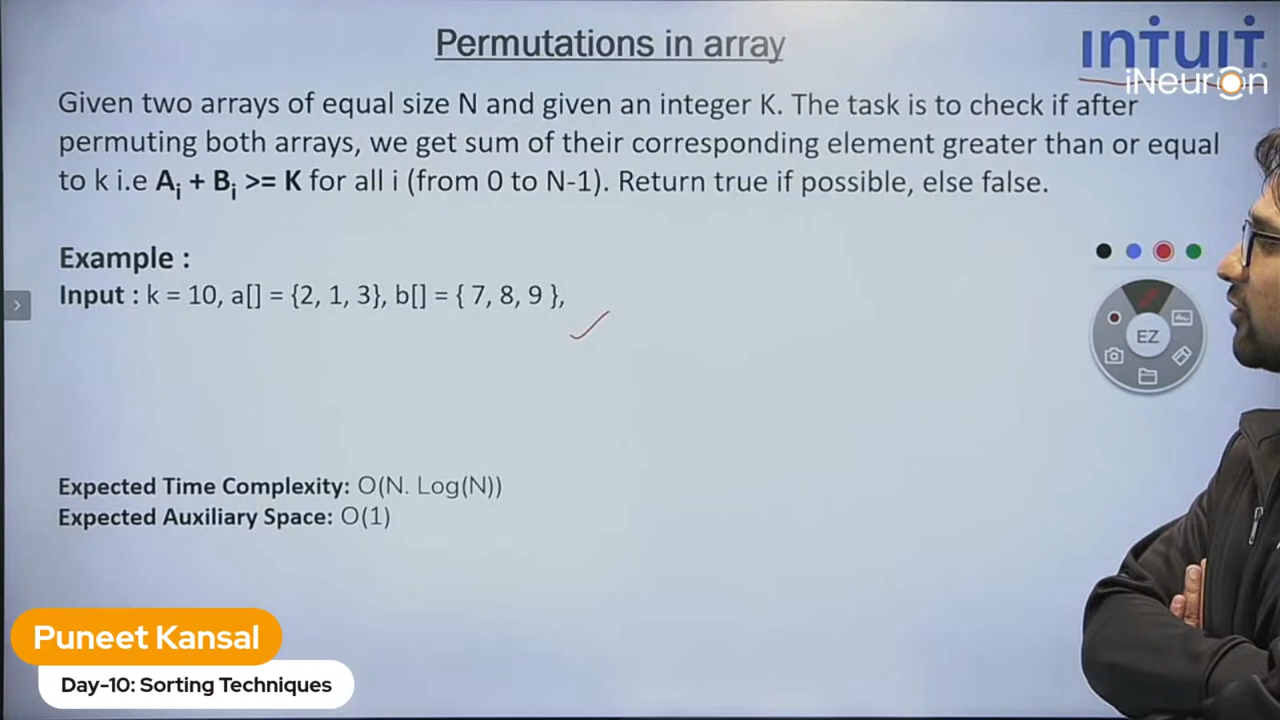 Permutations in array
INTUIT
iNeuron
Given two arrays of equal size N and given an integer K. The task is to check if after
permuting both arrays, we get sum of their corresponding element greater than or equal
to k i.e Ai + Bi >= K for all i (from 0 to N-1). Return true if possible, else false.
Example :
Input : k = 10, a[] = {2, 1, 3}, b[] = { 7, 8, 9 },
EZ
Expected Time Complexity: O(N. Log(N))
Expected Auxiliary Space: O(1)
Puneet Kansal
Day-10: Sorting Techniques